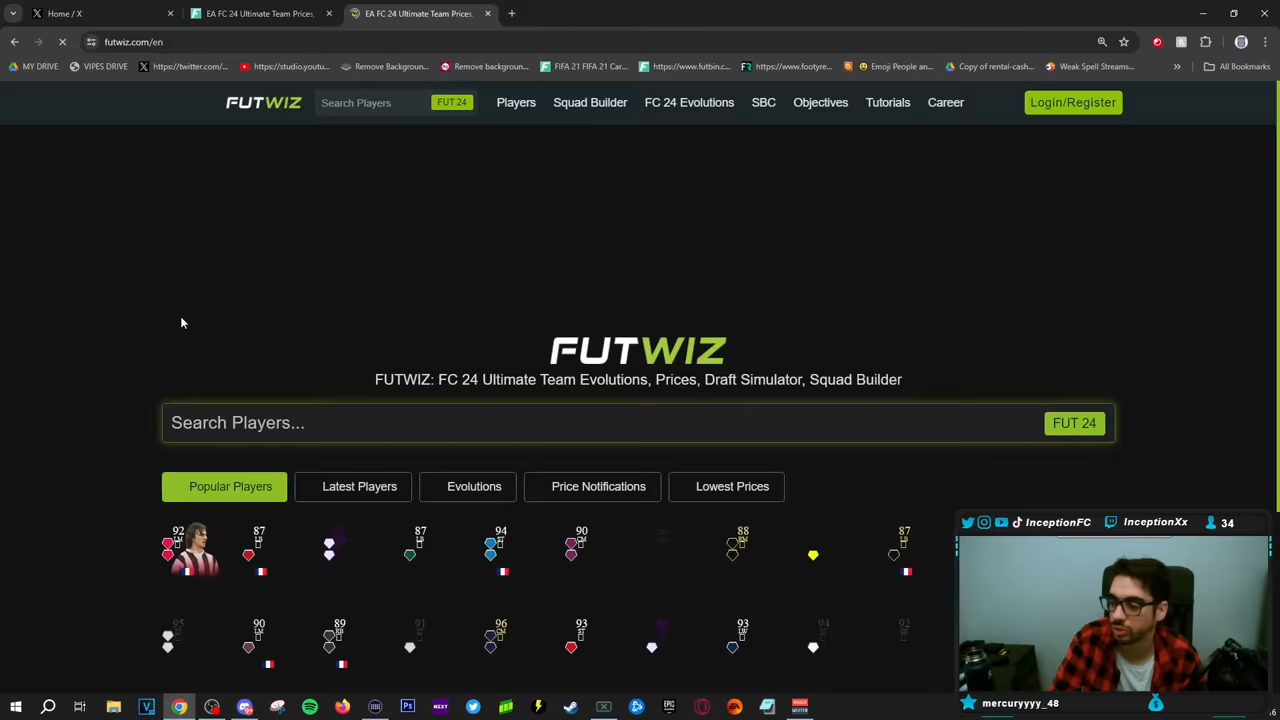 Home / X
EA FC 24 Ultimate Team Prices,
EA FC 24 Ultimate Team Prices,
futwiz.com/en
MY DRIVE
VIPES DRIVE
https://twitter.com/...
https://studio.youtu...
Remove Backgroun...
Remove backgroun...
FIFA 21 FIFA 21 Car...
https://www.futbin.c...
https://www.footyre...
Emoji People an...
Copy of rental-cash...
Weak Spell Streams...
All Bookmarks
FUTWIZ
Search Players
FUT 24
Players
Squad Builder
FC 24 Evolutions
SBC
Objectives
Tutorials
Career
Login/Register
FUTWIZ
FUTWIZ: FC 24 Ultimate Team Evolutions, Prices, Draft Simulator, Squad Builder
Search Players...
FUT 24
Popular Players
Latest Players
Evolutions
Price Notifications
Lowest Prices
92
87
87
94
90
88
87
95
90
89
91
96
93
93
94
92
InceptionFC
InceptionXx
34
mercuryyyy_48